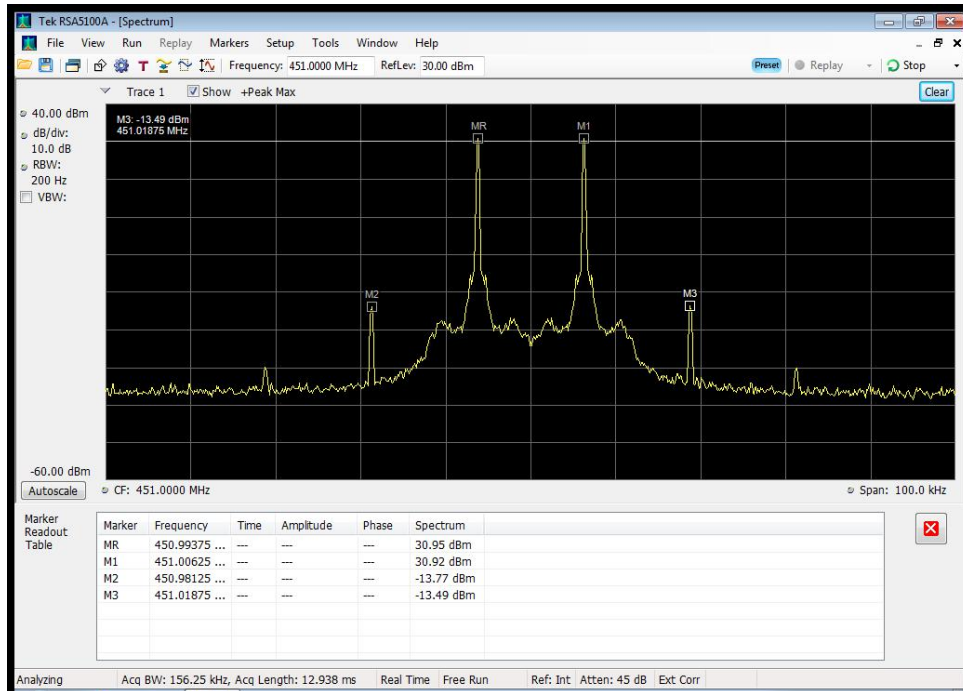 Tek RSA5100A - [Spectrum]
File View Run Replay Markers Setup Tools Window Help
T Frequency: 451.0000 MHz RefLev: 30.00 dBm Preset Replay Stop
Trace 1 Show +Peak Max Clear
40.00 dBm
dB/div:
10.0 dB
RBW:
200 Hz
VBW:
M3: -13.49 dBm
451.01875 MHz
MR M1
M2 M3
-60.00 dBm
Autoscale CF: 451.0000 MHz Span: 100.0 kHz
Marker
Readout
Table
Marker Frequency Time Amplitude Phase Spectrum
MR 450.99375 ... --- --- --- 30.95 dBm
M1 451.00625 ... --- --- --- 30.92 dBm
M2 450.98125 ... --- --- --- -13.77 dBm
M3 451.01875 ... --- --- --- -13.49 dBm
Analyzing Acq BW: 156.25 kHz, Acq Length: 12.938 ms Real Time Free Run Ref: Int Atten: 45 dB Ext Corr